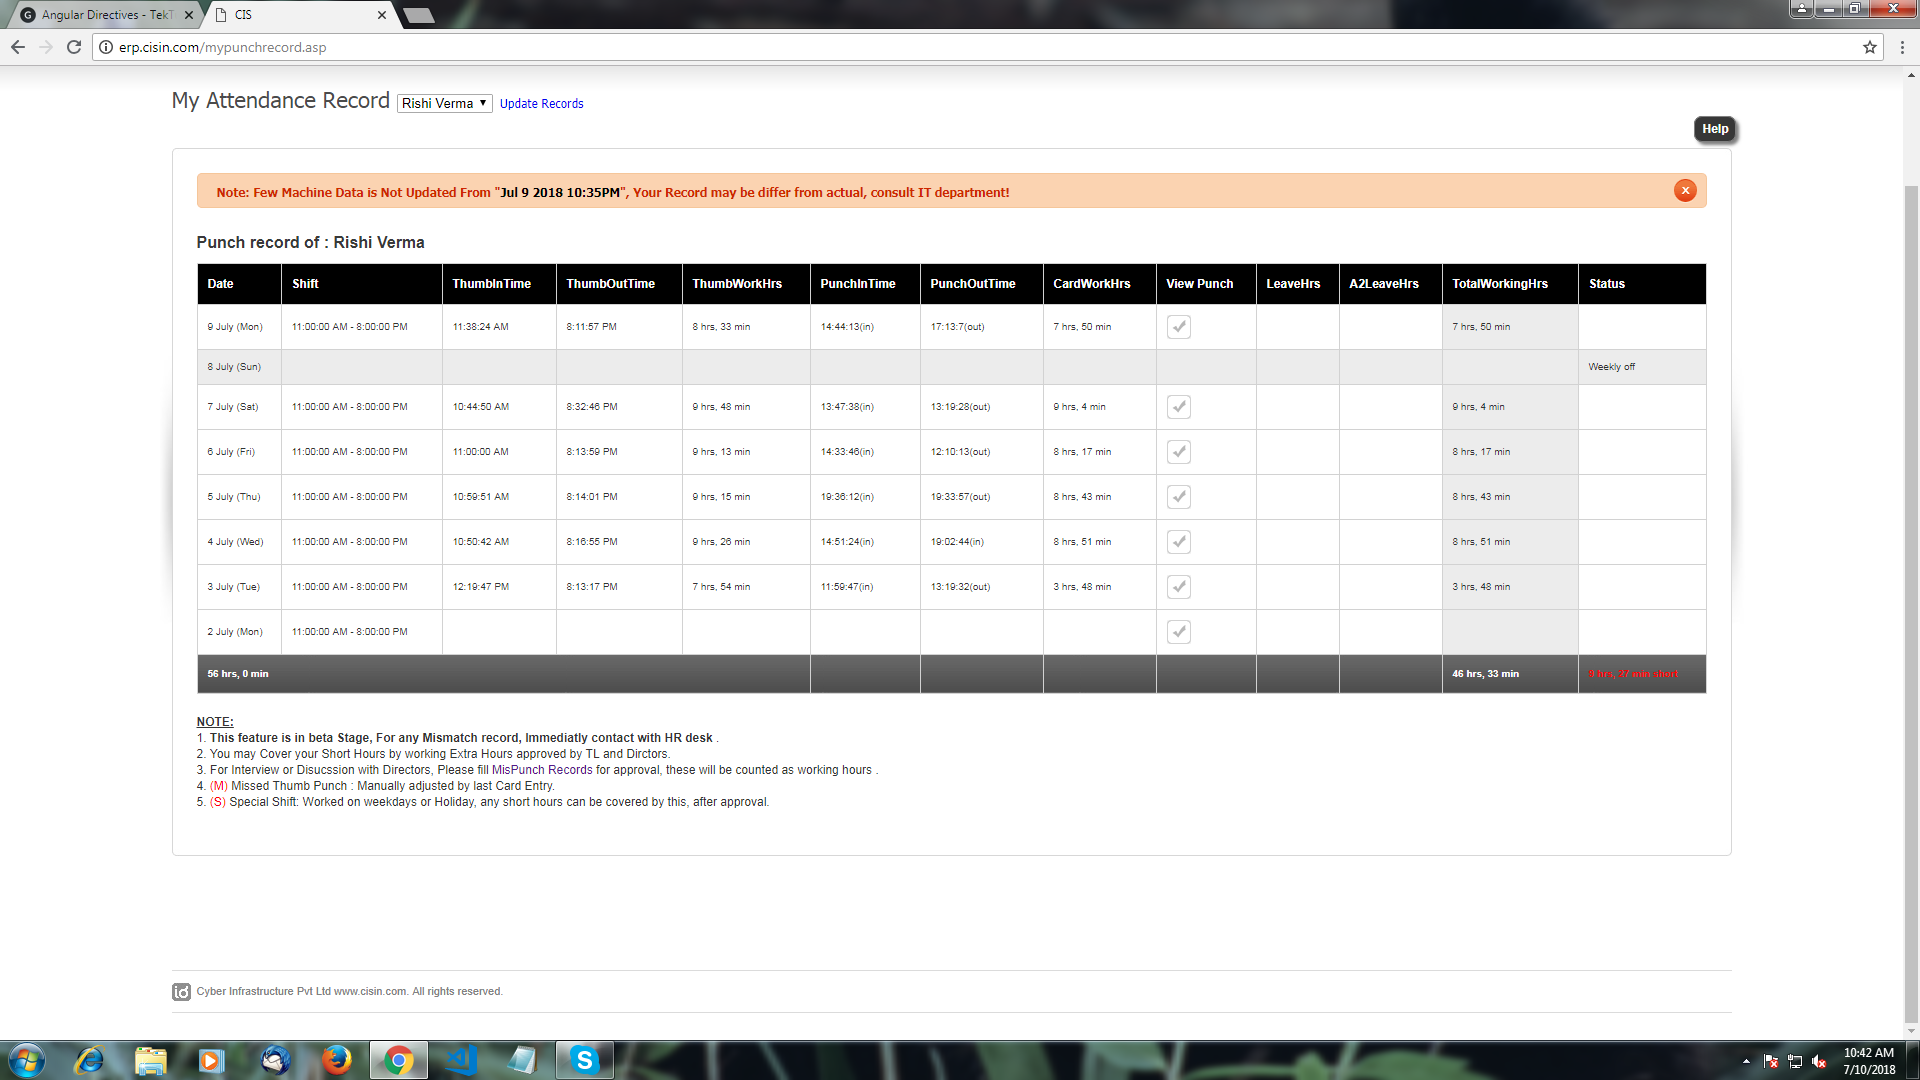 Angular Directives - TekT
CIS
erp.cisin.com/mypunchrecord.asp
My Attendance Record Rishi Verma Update Records
Help
Note: Few Machine Data is Not Updated From "Jul 9 2018 10:35PM", Your Record may be differ from actual, consult IT department!
Punch record of : Rishi Verma
Date Shift ThumbInTime ThumbOutTime ThumbWorkHrs PunchInTime PunchOutTime CardWorkHrs View Punch LeaveHrs A2LeaveHrs TotalWorkingHrs Status
9 July (Mon) 11:00:00 AM - 8:00:00 PM 11:38:24 AM 8:11:57 PM 8 hrs, 33 min 14:44:13(in) 17:13:7(out) 7 hrs, 50 min 7 hrs, 50 min
8 July (Sun) Weekly off
7 July (Sat) 11:00:00 AM - 8:00:00 PM 10:44:50 AM 8:32:46 PM 9 hrs, 48 min 13:47:38(in) 13:19:28(out) 9 hrs, 4 min 9 hrs, 4 min
6 July (Fri) 11:00:00 AM - 8:00:00 PM 11:00:00 AM 8:13:59 PM 9 hrs, 13 min 14:33:46(in) 12:10:13(out) 8 hrs, 17 min 8 hrs, 17 min
5 July (Thu) 11:00:00 AM - 8:00:00 PM 10:59:51 AM 8:14:01 PM 9 hrs, 15 min 19:36:12(in) 19:33:57(out) 8 hrs, 43 min 8 hrs, 43 min
4 July (Wed) 11:00:00 AM - 8:00:00 PM 10:50:42 AM 8:16:55 PM 9 hrs, 26 min 14:51:24(in) 19:02:44(in) 8 hrs, 51 min 8 hrs, 51 min
3 July (Tue) 11:00:00 AM - 8:00:00 PM 12:19:47 PM 8:13:17 PM 7 hrs, 54 min 11:59:47(in) 13:19:32(out) 3 hrs, 48 min 3 hrs, 48 min
2 July (Mon) 11:00:00 AM - 8:00:00 PM
56 hrs, 0 min 46 hrs, 33 min 9 hrs, 27 min short
NOTE:
1. This feature is in beta Stage, For any Mismatch record, Immediatly contact with HR desk .
2. You may Cover your Short Hours by working Extra Hours approved by TL and Dirctors.
3. For Interview or Disucssion with Directors, Please fill MisPunch Records for approval, these will be counted as working hours .
4. (M) Missed Thumb Punch : Manually adjusted by last Card Entry.
5. (S) Special Shift: Worked on weekdays or Holiday, any short hours can be covered by this, after approval.
Cyber Infrastructure Pvt Ltd www.cisin.com. All rights reserved.
10:42 AM
7/10/2018